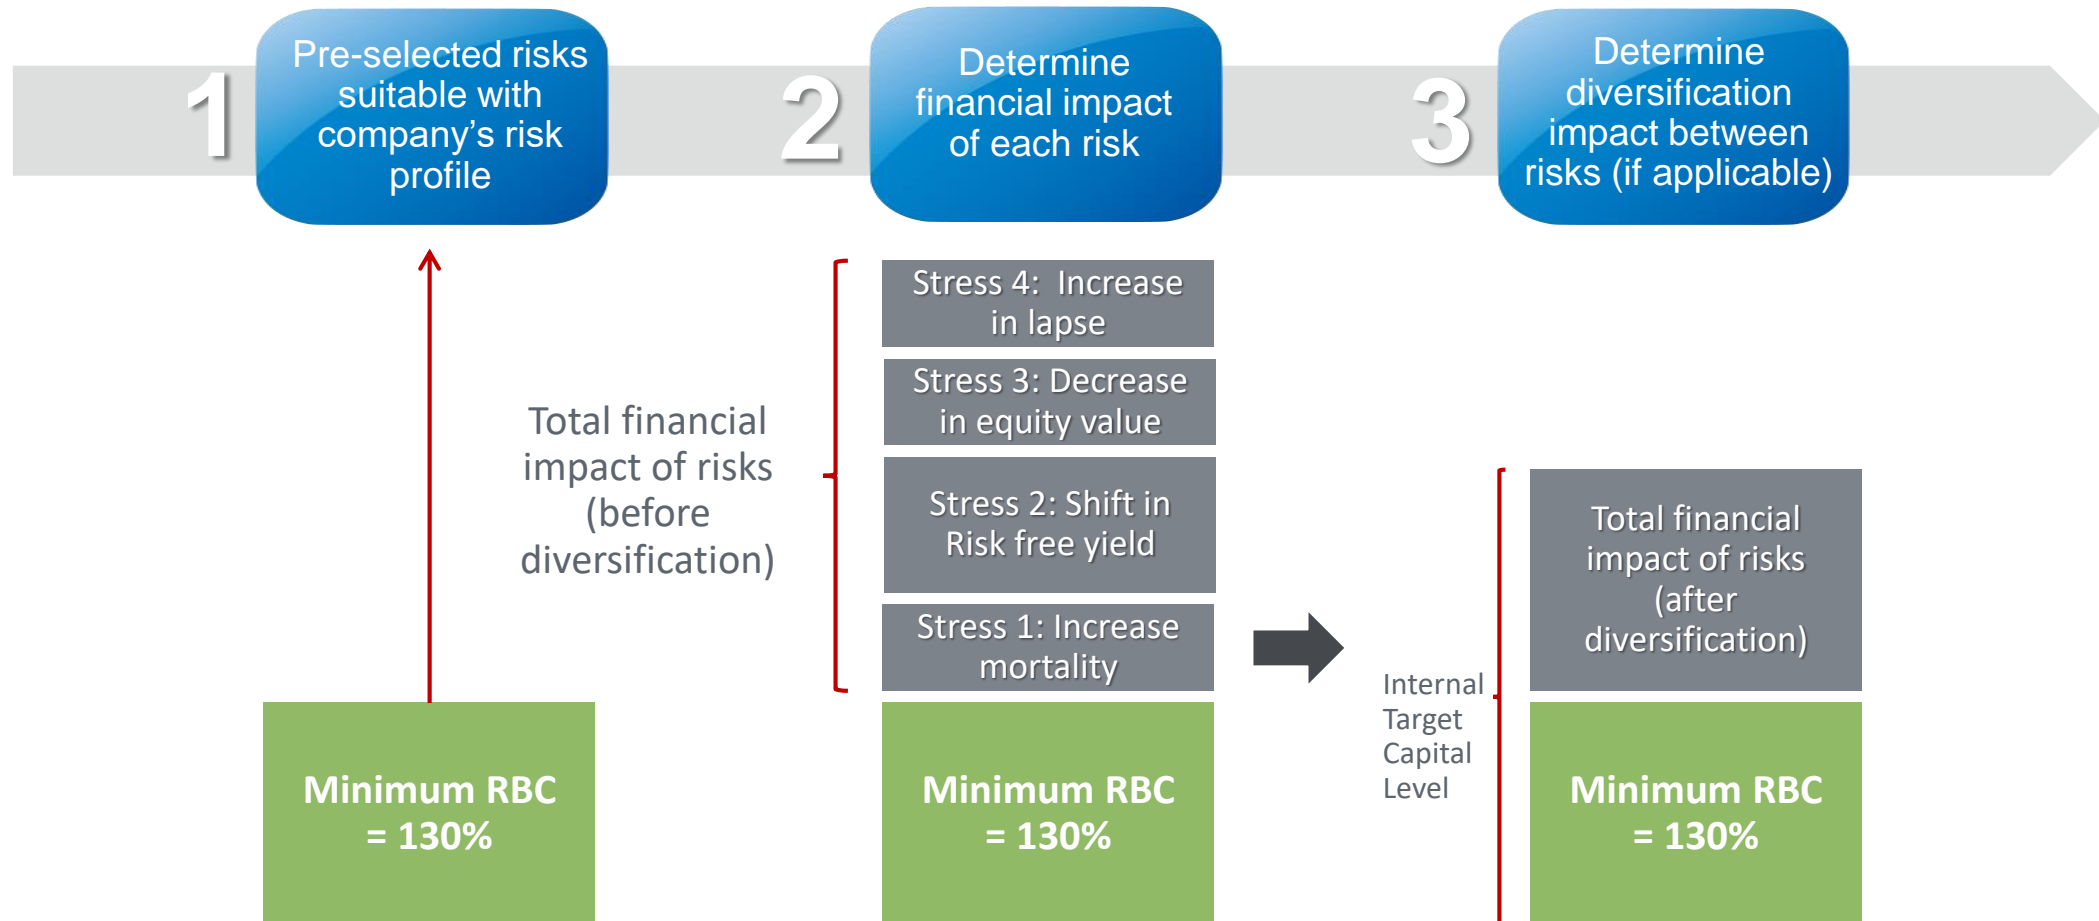 1
Pre-selected risks
suitable with
company's risk
profile
2
Determine
financial impact
of each risk
3
Determine
diversification
impact between
risks (if applicable)
Total financial
impact of risks
(before
diversification)
Stress 4:  Increase
in lapse
Stress 3: Decrease
in equity value
Stress 2: Shift in
Risk free yield
Stress 1: Increase
mortality
Internal
Target
Capital
Level
Total financial
impact of risks
(after
diversification)
Minimum RBC
= 130%
Minimum RBC
= 130%
Minimum RBC
= 130%